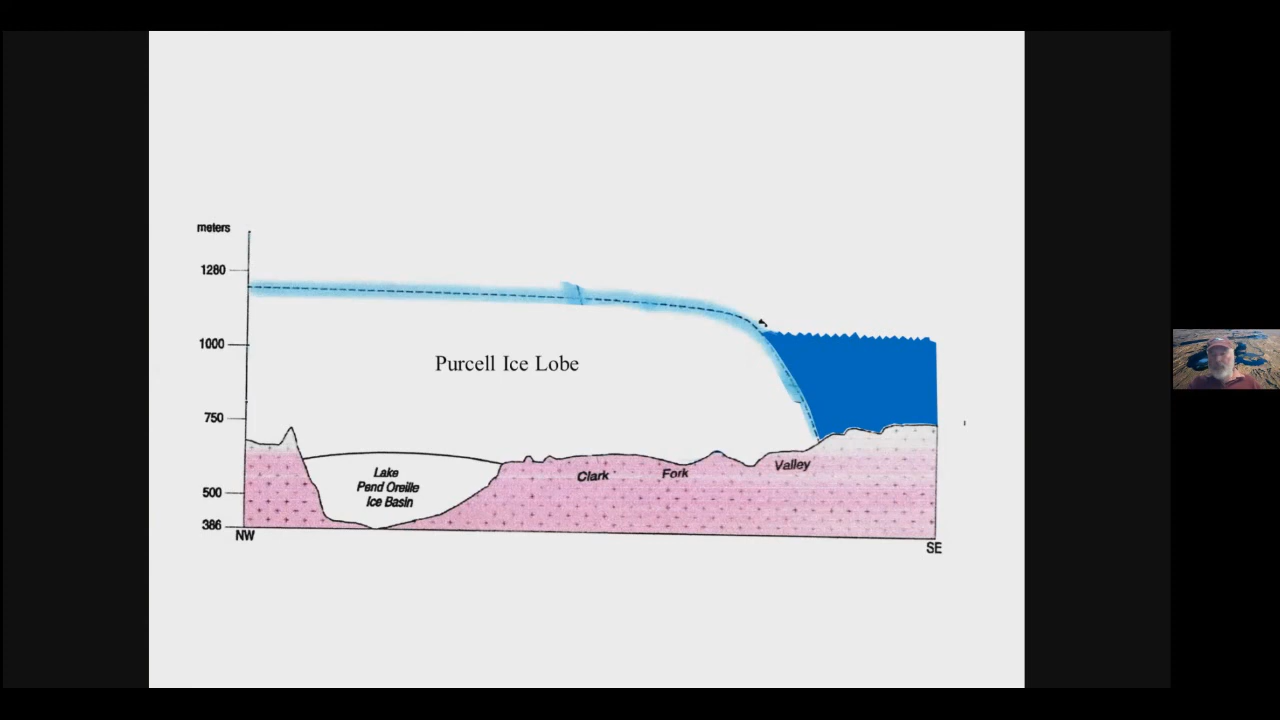 meters
1280
1000
750
500
386
NW
Purcell Ice Lobe
Lake
Pend Oreille
Ice Basin
Clark Fork Valley
SE